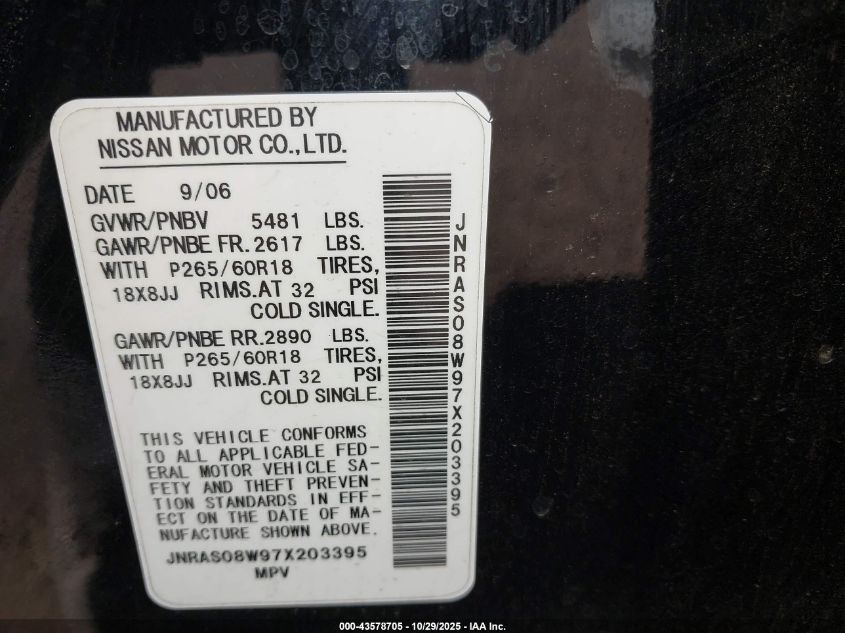 MANUFACTURED BY
NISSAN MOTOR CO.,LTD.
DATE 9/06
GVWR/PNBV 5481 LBS.
GAWR/PNBE FR. 2617 LBS.
WITH P265/60R18 TIRES,
18X8JJ RIMS.AT 32 PSI
COLD SINGLE.
GAWR/PNBE RR. 2890 LBS.
WITH P265/60R18 TIRES,
18X8JJ RIMS.AT 32 PSI
COLD SINGLE.
THIS VEHICLE CONFORMS
TO ALL APPLICABLE FED-
ERAL MOTOR VEHICLE SA-
FETY AND THEFT PREVEN-
TION STANDARDS IN EFF-
ECT ON THE DATE OF MA-
NUFACTURE SHOWN ABOVE.
JNRAS08W97X203395
MPV
JNRAS08W97X203395
000-43578705 - 10/29/2025 - IAA Inc.